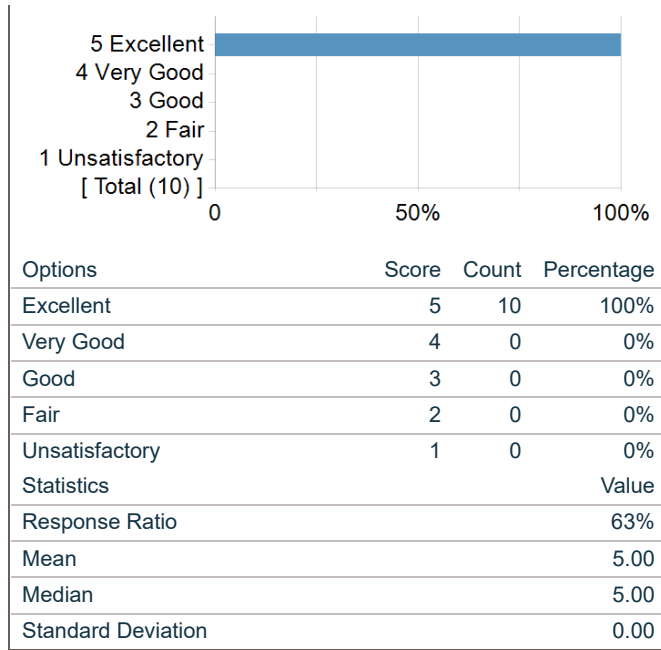 5 Excellent
4 Very Good
3 Good
2 Fair
1 Unsatisfactory
[ Total (10) ]
0 50% 100%
Options Score Count Percentage
Excellent 5 10 100%
Very Good 4 0 0%
Good 3 0 0%
Fair 2 0 0%
Unsatisfactory 1 0 0%
Statistics Value
Response Ratio 63%
Mean 5.00
Median 5.00
Standard Deviation 0.00